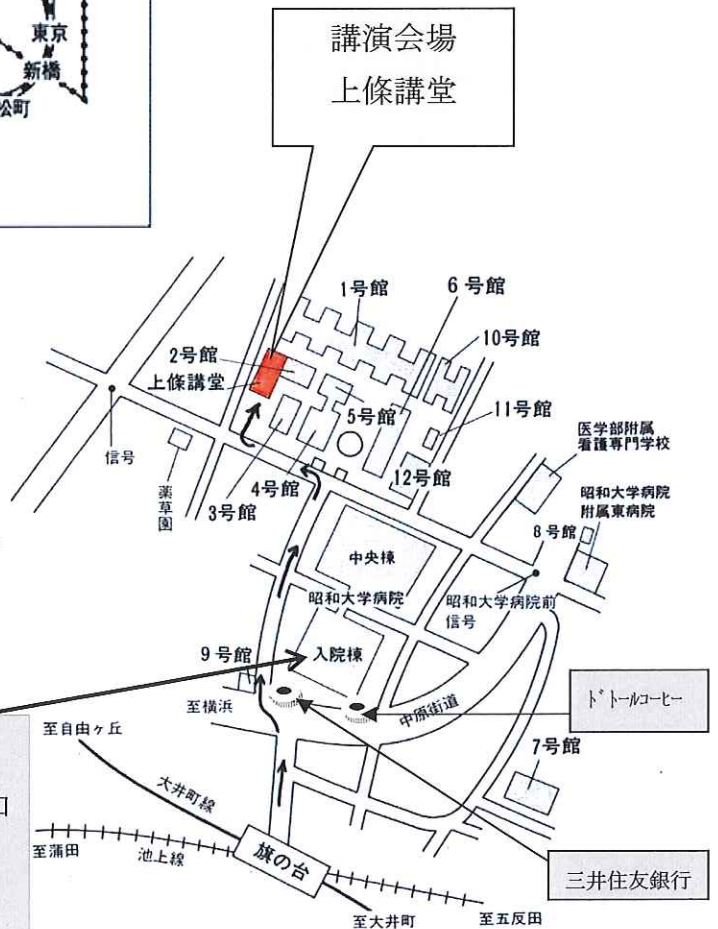 東京
新橋
松町
講演会場
上條講堂
1号館
6号館
10号館
2号館
上條講堂
5号館
11号館
医学部附属
看護専門学校
信号
薬草園
3号館
4号館
12号館
昭和大学病院
附属東病院
8号館
中央棟
昭和大学病院
昭和大学病院前
信号
9号館
入院棟
至横浜
中原街道
ドトールコーヒー
至自由ヶ丘
7号館
大井町線
至蒲田
池上線
旗の台
三井住友銀行
至大井町
至五反田